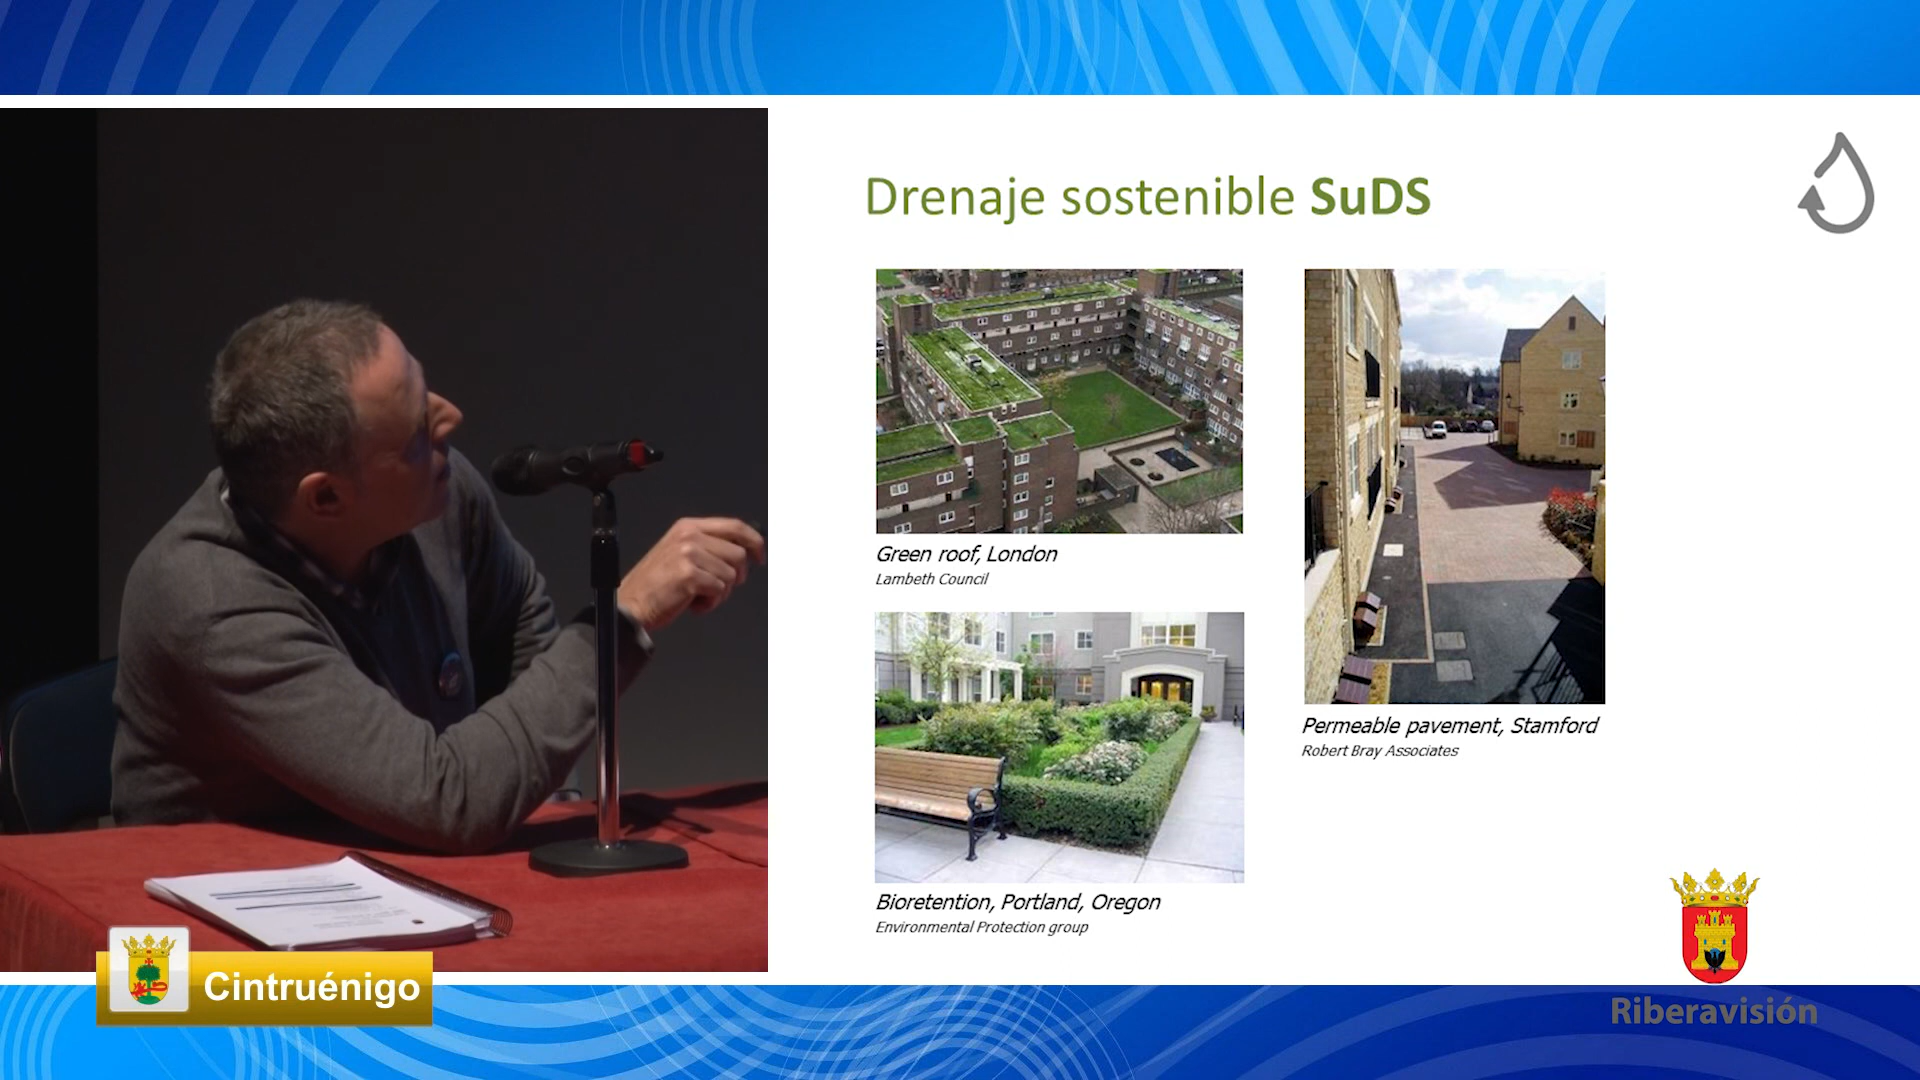 Drenaje sostenible SuDS
Green roof, London
Lambeth Council
Permeable pavement, Stamford
Robert Bray Associates
Bioretention, Portland, Oregon
Environmental Protection group
Cintruénigo
Riberavisión